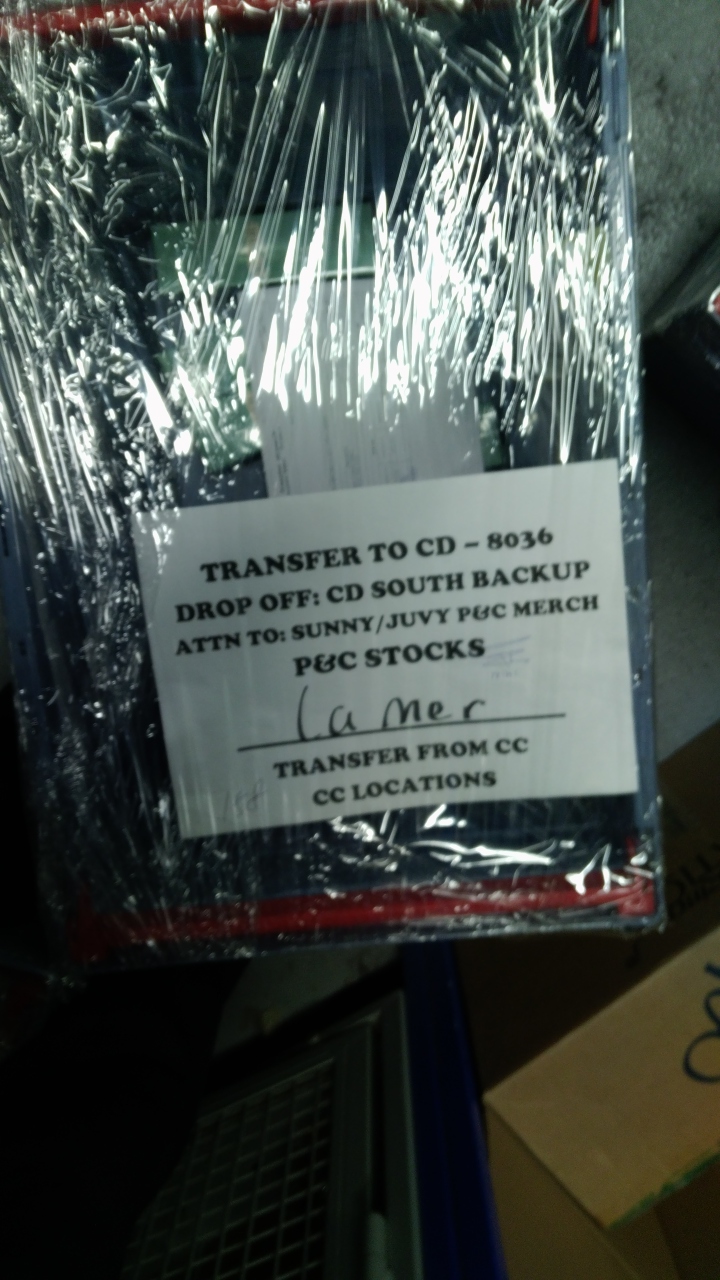 TRANSFER TO CD – 8036
DROP OFF: CD SOUTH BACKUP
ATTN TO: SUNNY/JUVY P&C MERCH
P&C STOCKS
La Mer
TRANSFER FROM CC
CC LOCATIONS